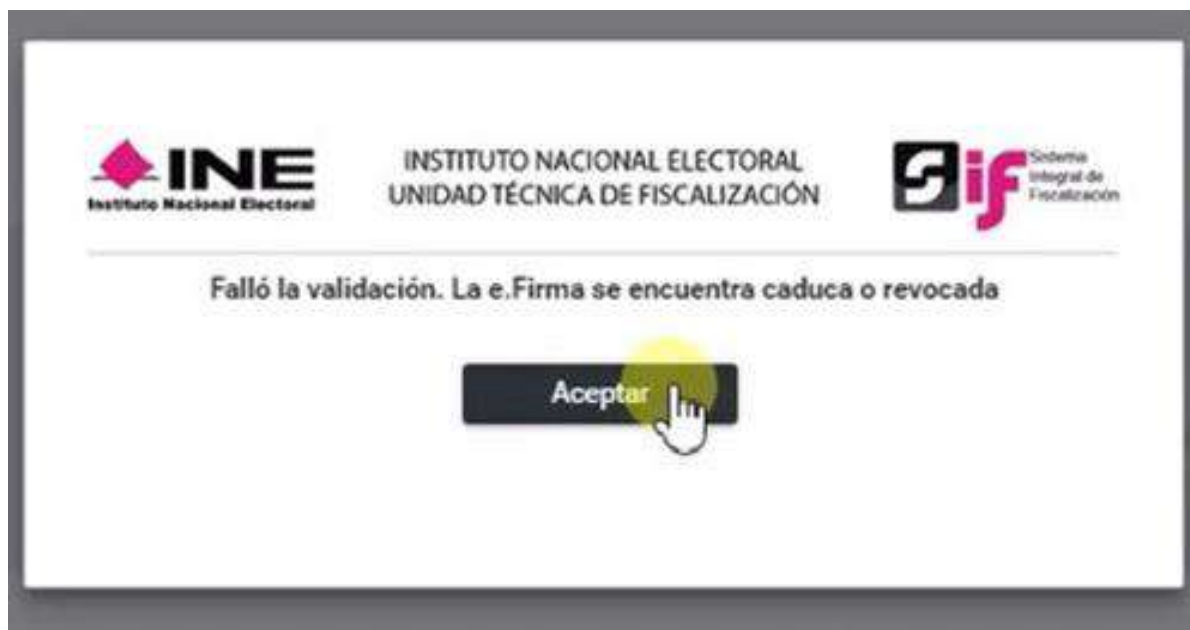 INE
Instituto Nacional Electoral
INSTITUTO NACIONAL ELECTORAL
UNIDAD TÉCNICA DE FISCALIZACIÓN
Sif
Sistema
Integral de
Fiscalización
Falló la validación. La e.Firma se encuentra caduca o revocada
Aceptar